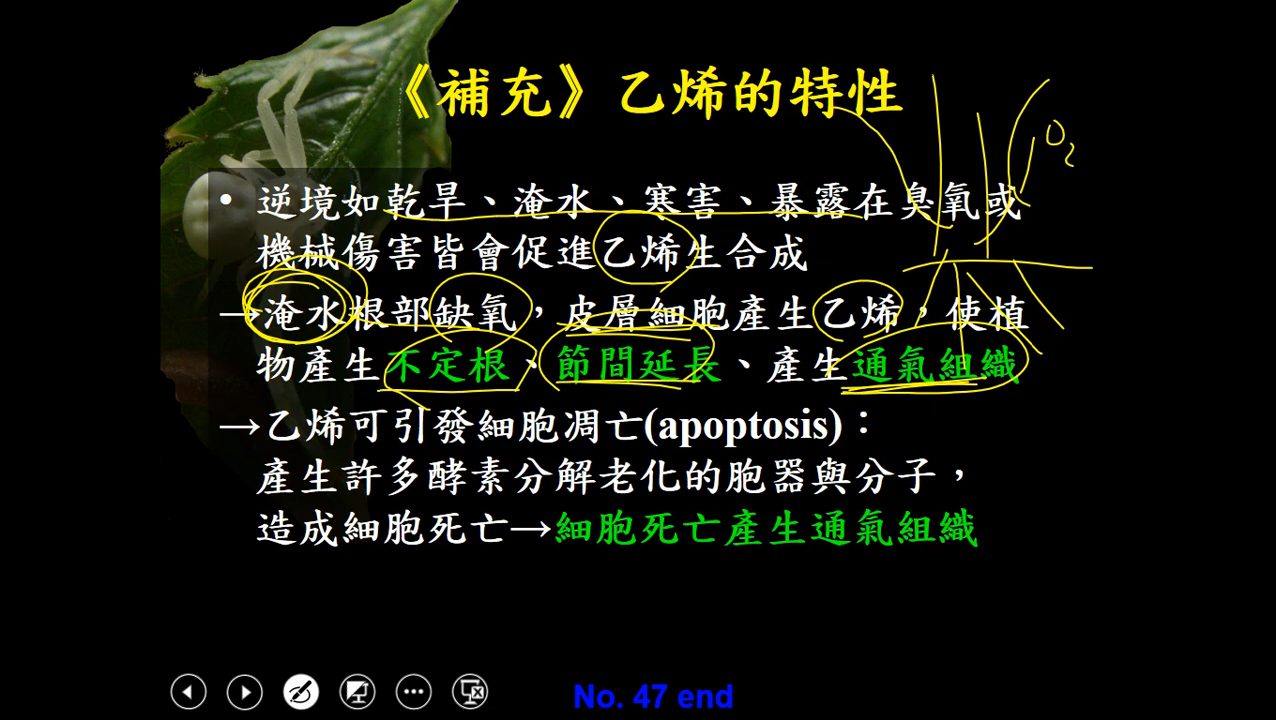 《補充》乙烯的特性
O₂
• 逆境如乾旱、淹水、寒害、暴露在臭氧或
機械傷害皆會促進乙烯生合成
→淹水根部缺氧，皮層細胞產生乙烯，使植
物產生不定根、節間延長、產生通氣組織
→乙烯可引發細胞凋亡(apoptosis)：
產生許多酵素分解老化的胞器與分子，
造成細胞死亡→細胞死亡產生通氣組織
No. 47 end